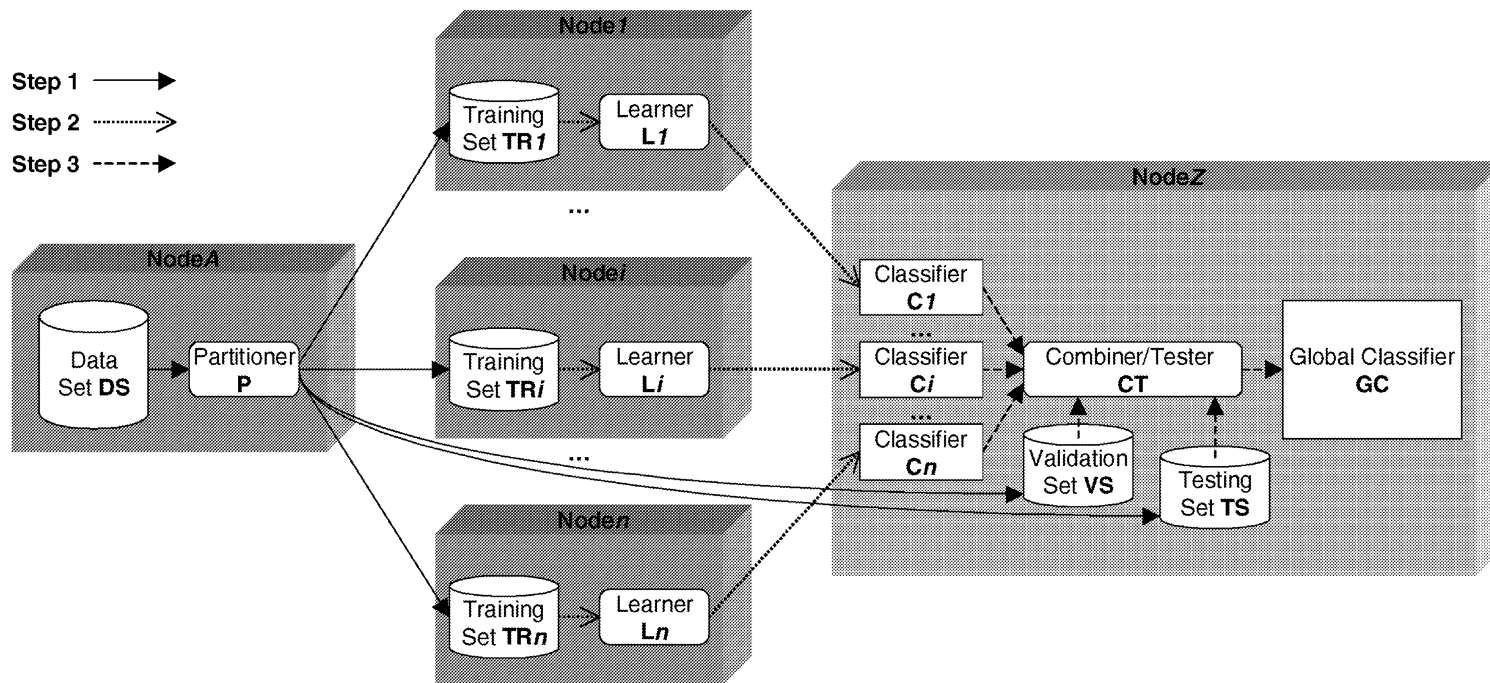 Step 1
Step 2
Step 3
Node1
Training
Set TR1
Learner
L1
...
NodeA
Data
Set DS
Partitioner
P
Nodei
Training
Set TRi
Learner
Li
...
Noden
Training
Set TRn
Learner
Ln
NodeZ
Classifier
C1
...
Classifier
Ci
...
Classifier
Cn
Combiner/Tester
CT
Validation
Set VS
Testing
Set TS
Global Classifier
GC